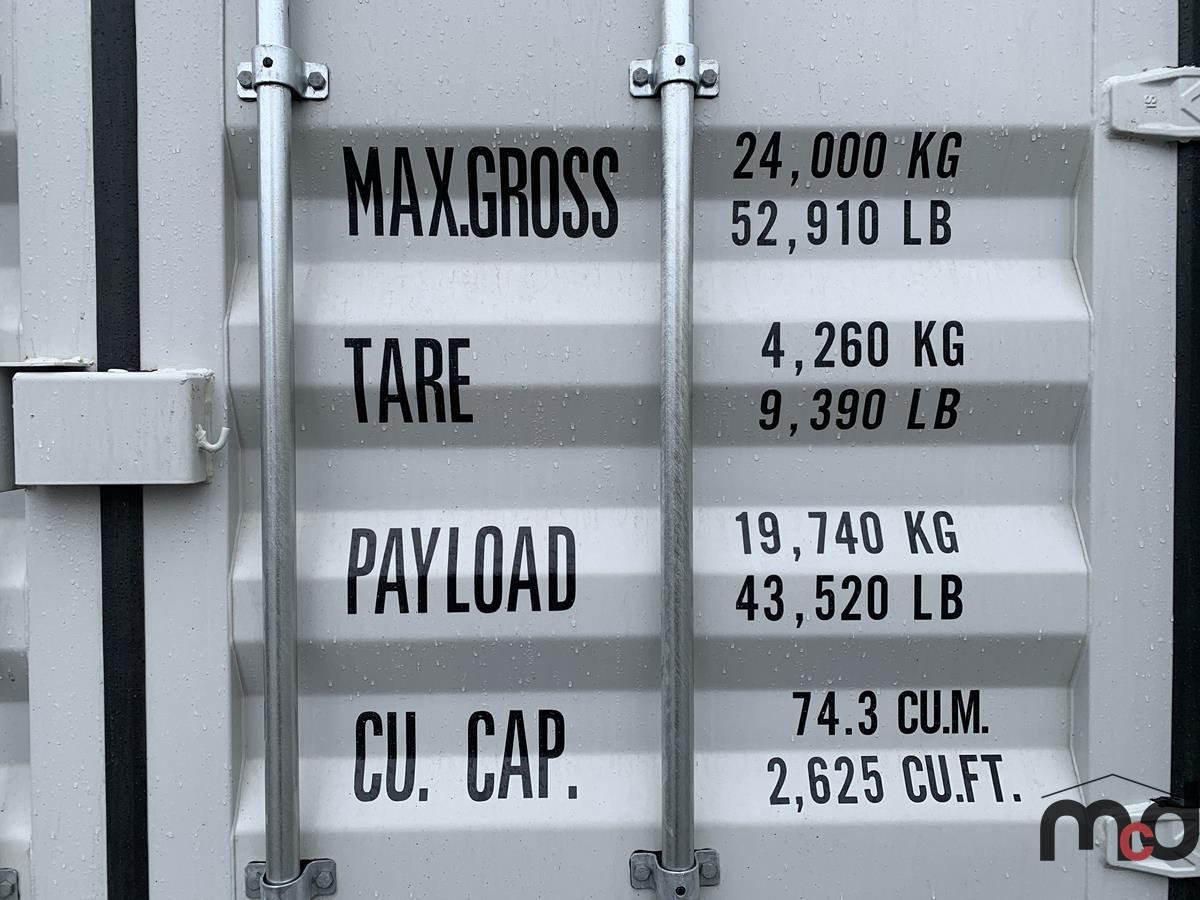 MAX.GROSS 24,000 KG
52,910 LB
TARE 4,260 KG
9,390 LB
PAYLOAD 19,740 KG
43,520 LB
CU. CAP. 74.3 CU.M.
2,625 CU.FT.
mcd